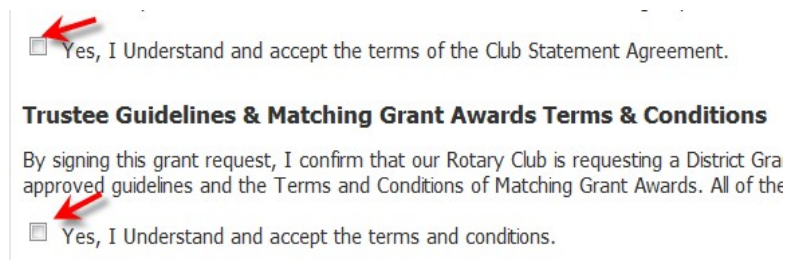 Yes, I Understand and accept the terms of the Club Statement Agreement.
Trustee Guidelines & Matching Grant Awards Terms & Conditions
By signing this grant request, I confirm that our Rotary Club is requesting a District Gra
approved guidelines and the Terms and Conditions of Matching Grant Awards. All of the
Yes, I Understand and accept the terms and conditions.